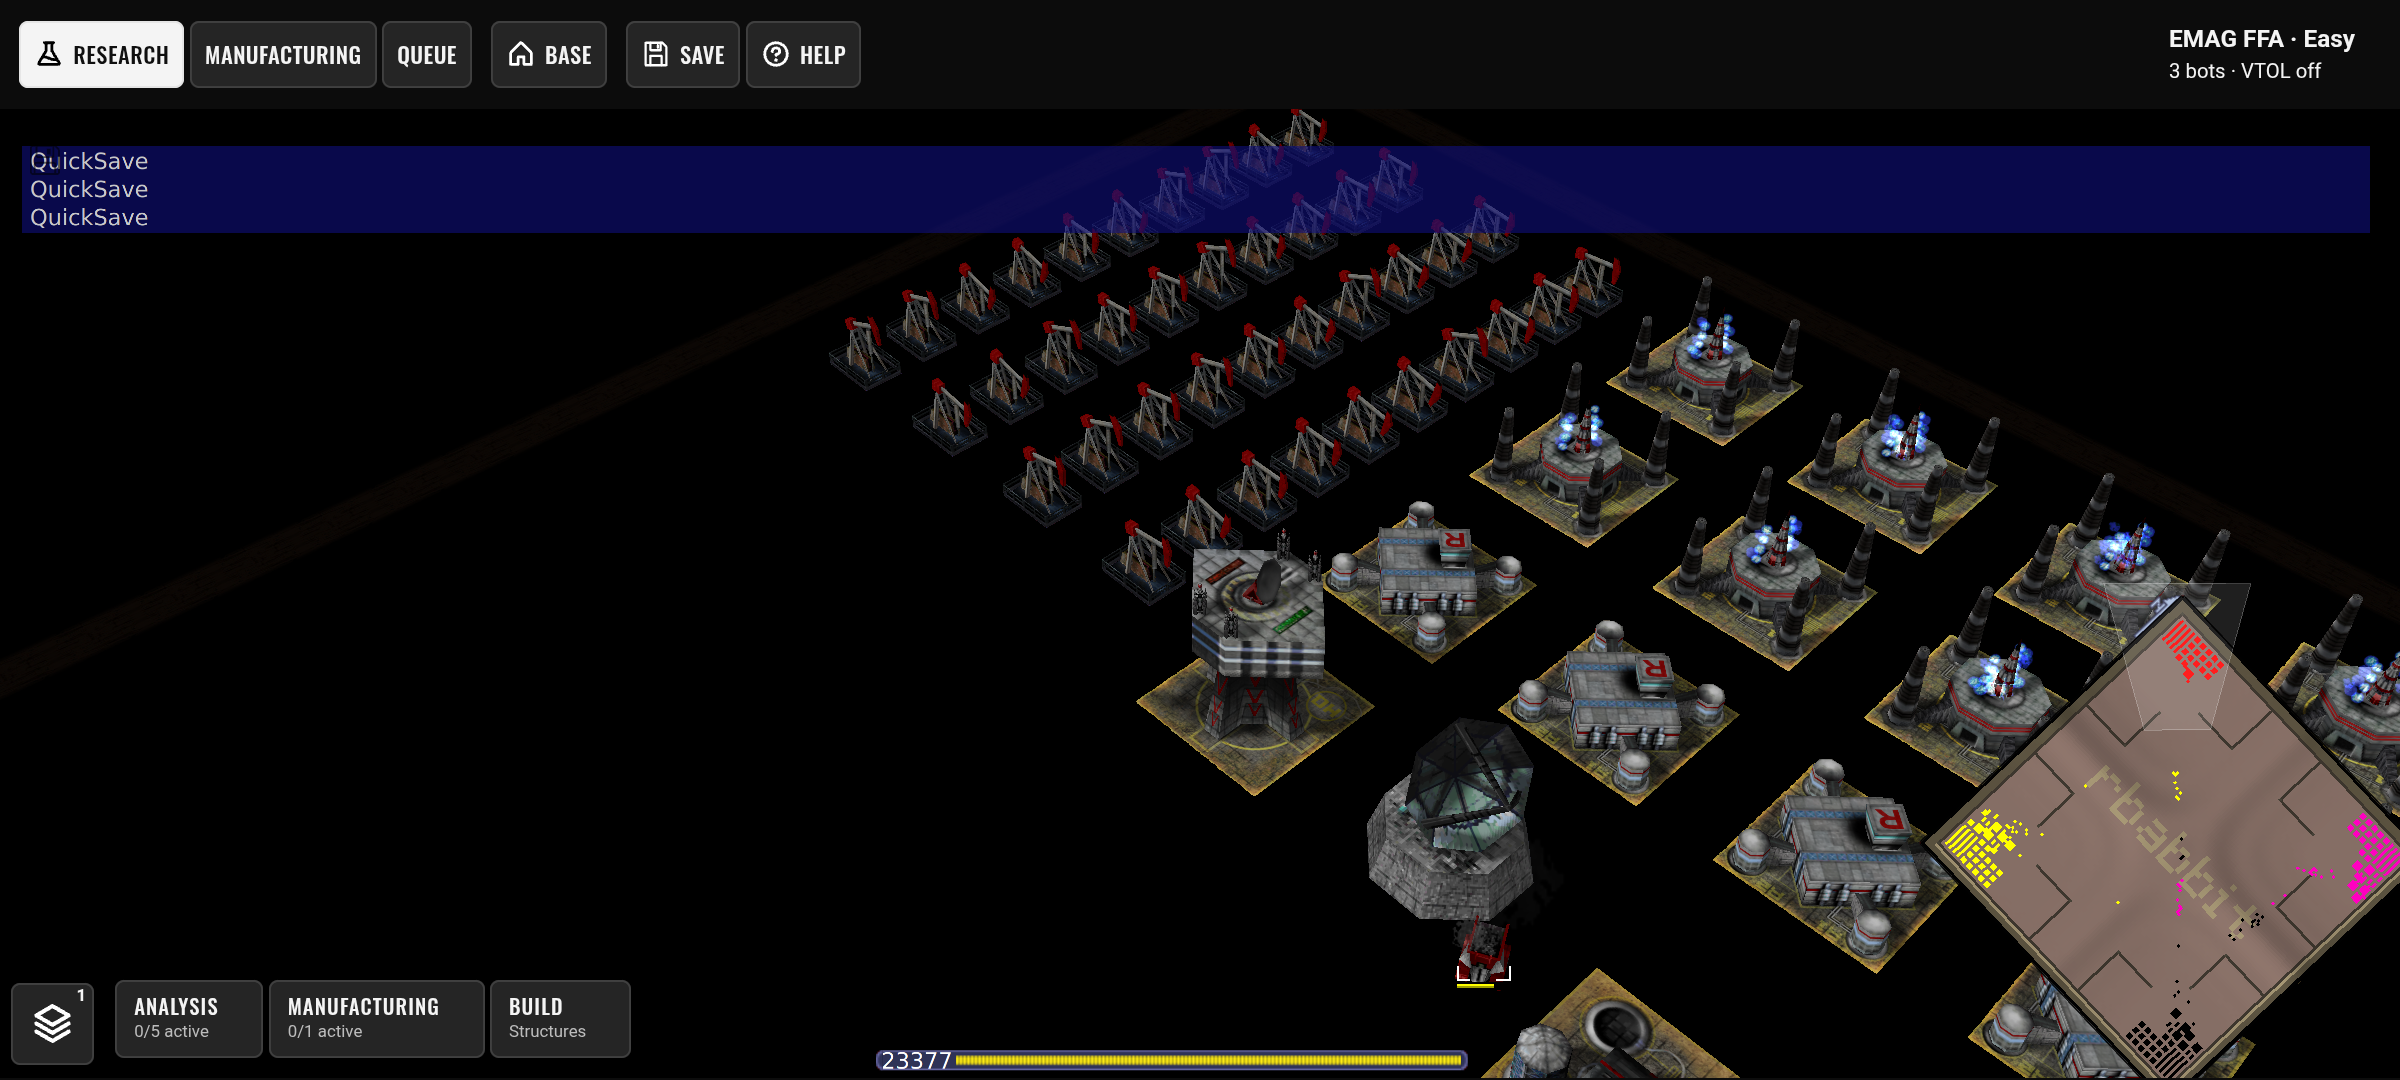 RESEARCH
MANUFACTURING
QUEUE
BASE
SAVE
HELP
EMAG FFA · Easy
3 bots · VTOL off
QuickSave
QuickSave
QuickSave
R
R
R
rbabbit
1
ANALYSIS
0/5 active
MANUFACTURING
0/1 active
BUILD
Structures
23377